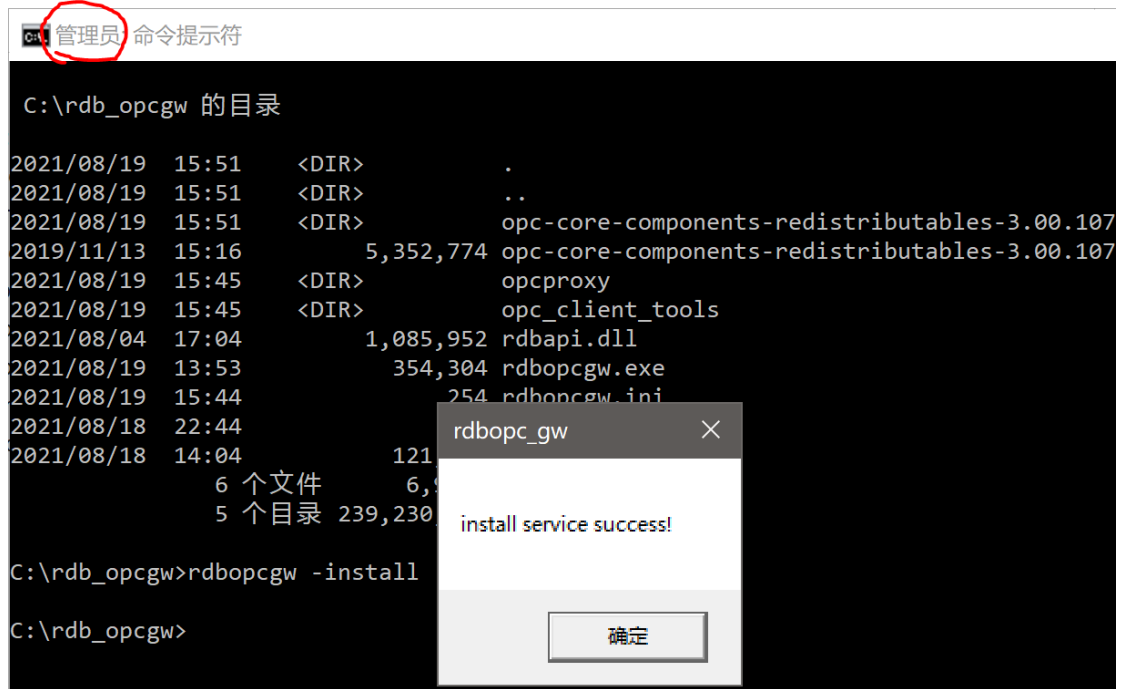 管理员: 命令提示符
C:\rdb_opcgw 的目录
2021/08/19 15:51 <DIR> .
2021/08/19 15:51 <DIR> ..
2021/08/19 15:51 <DIR> opc-core-components-redistributables-3.00.107
2019/11/13 15:16 5,352,774 opc-core-components-redistributables-3.00.107
2021/08/19 15:45 <DIR> opcproxy
2021/08/19 15:45 <DIR> opc_client_tools
2021/08/04 17:04 1,085,952 rdbapi.dll
2021/08/19 13:53 354,304 rdbopcgw.exe
2021/08/19 15:44 254 rdbopcgw.ini
2021/08/18 22:44
2021/08/18 14:04 121
6 个文件 6,9
5 个目录 239,230
C:\rdb_opcgw>rdbopcgw -install
C:\rdb_opcgw>
rdbopc_gw
install service success!
确定